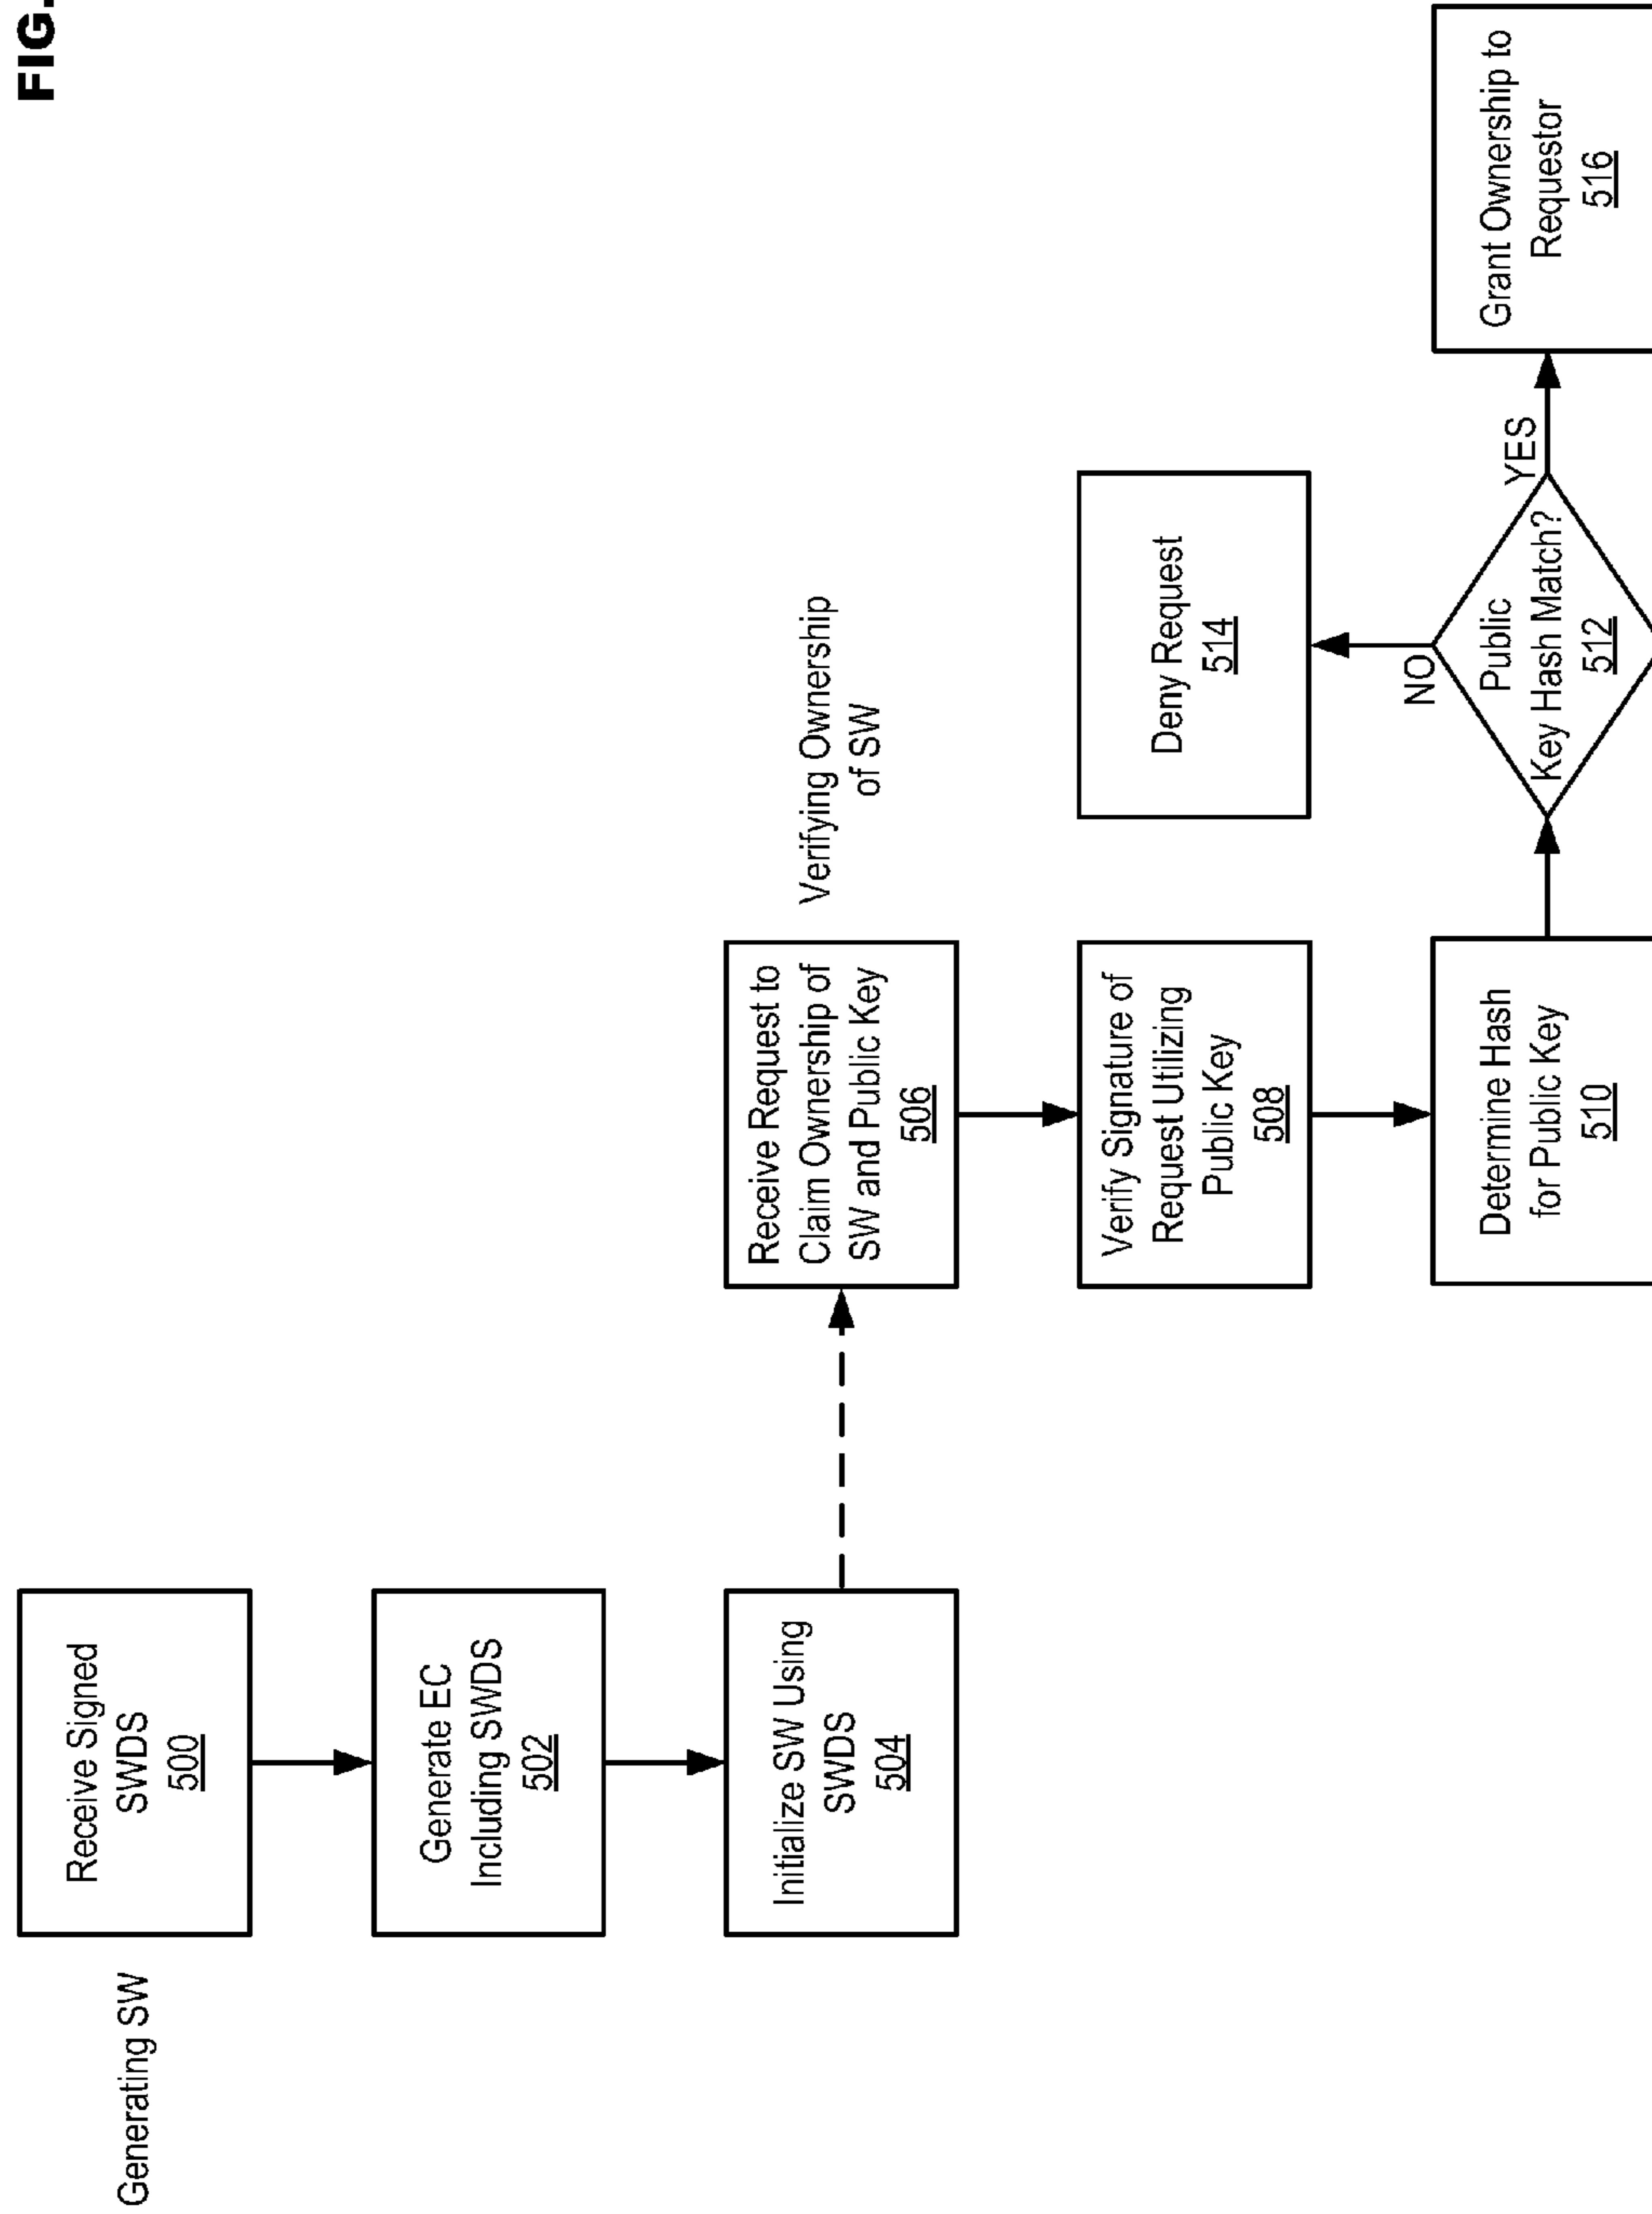 FIG.
Generating SW
Receive Signed
SWDS
500
Generate EC
Including SWDS
502
Initialize SW Using
SWDS
504
Verifying Ownership
of SW
Receive Request to
Claim Ownership of
SW and Public Key
506
Verify Signature of
Request Utilizing
Public Key
508
Determine Hash
for Public Key
510
Public
Key Hash Match?
512
NO
Deny Request
514
YES
Grant Ownership to
Requestor
516